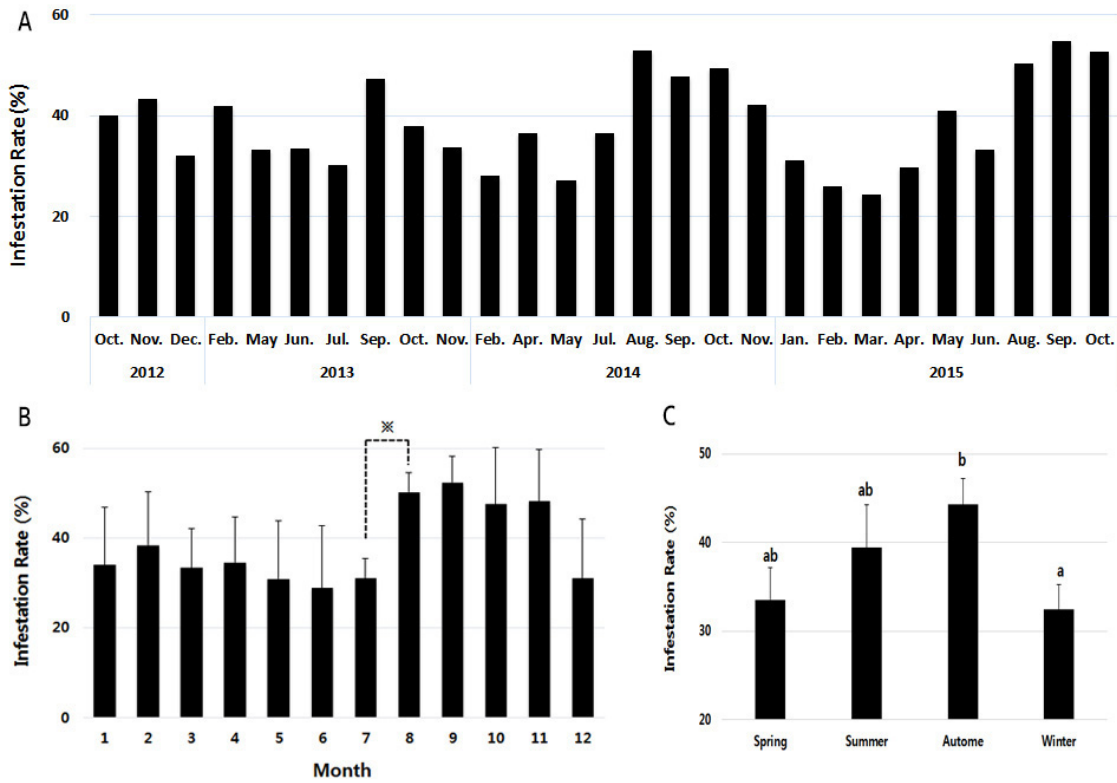 A
Infestation Rate (%)
60
40
20
0
Oct. Nov. Dec. Feb. May Jun. Jul. Sep. Oct. Nov. Feb. Apr. May Jul. Aug. Sep. Oct. Nov. Jan. Feb. Mar. Apr. May Jun. Aug. Sep. Oct.
2012 2013 2014 2015
B
Infestation Rate (%)
60
40
20
0
※
1 2 3 4 5 6 7 8 9 10 11 12
Month
C
Infestation Rate (%)
50
40
30
20
ab ab b a
Spring Summer Autome Winter